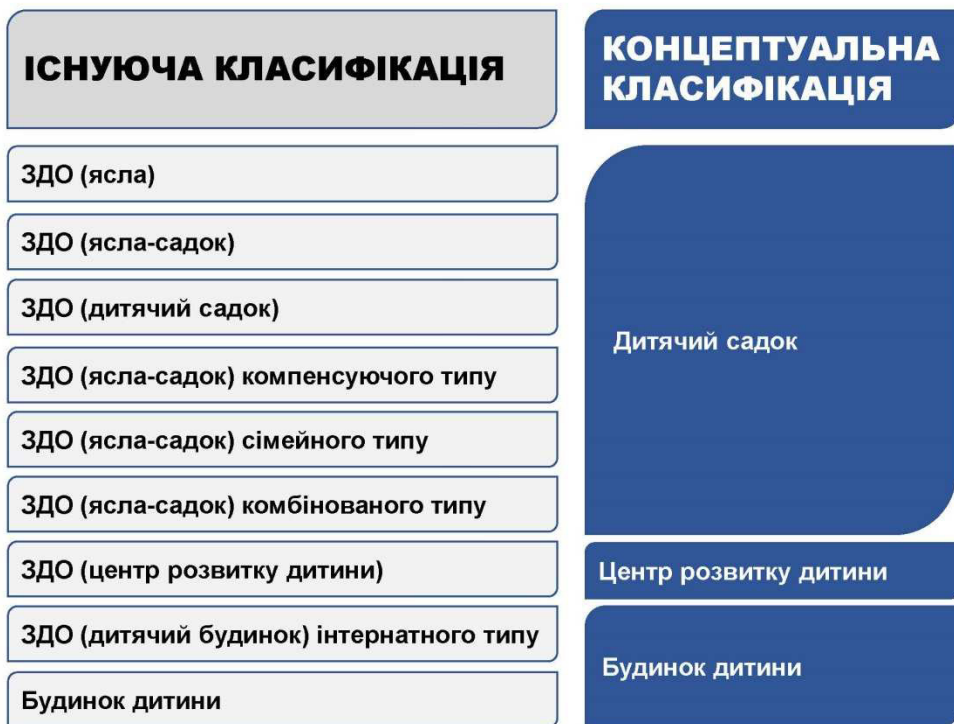 ІСНУЮЧА КЛАСИФІКАЦІЯ
ЗДО (ясла)
ЗДО (ясла-садок)
ЗДО (дитячий садок)
ЗДО (ясла-садок) компенсуючого типу
ЗДО (ясла-садок) сімейного типу
ЗДО (ясла-садок) комбінованого типу
ЗДО (центр розвитку дитини)
ЗДО (дитячий будинок) інтернатного типу
Будинок дитини
КОНЦЕПТУАЛЬНА
КЛАСИФІКАЦІЯ
Дитячий садок
Центр розвитку дитини
Будинок дитини